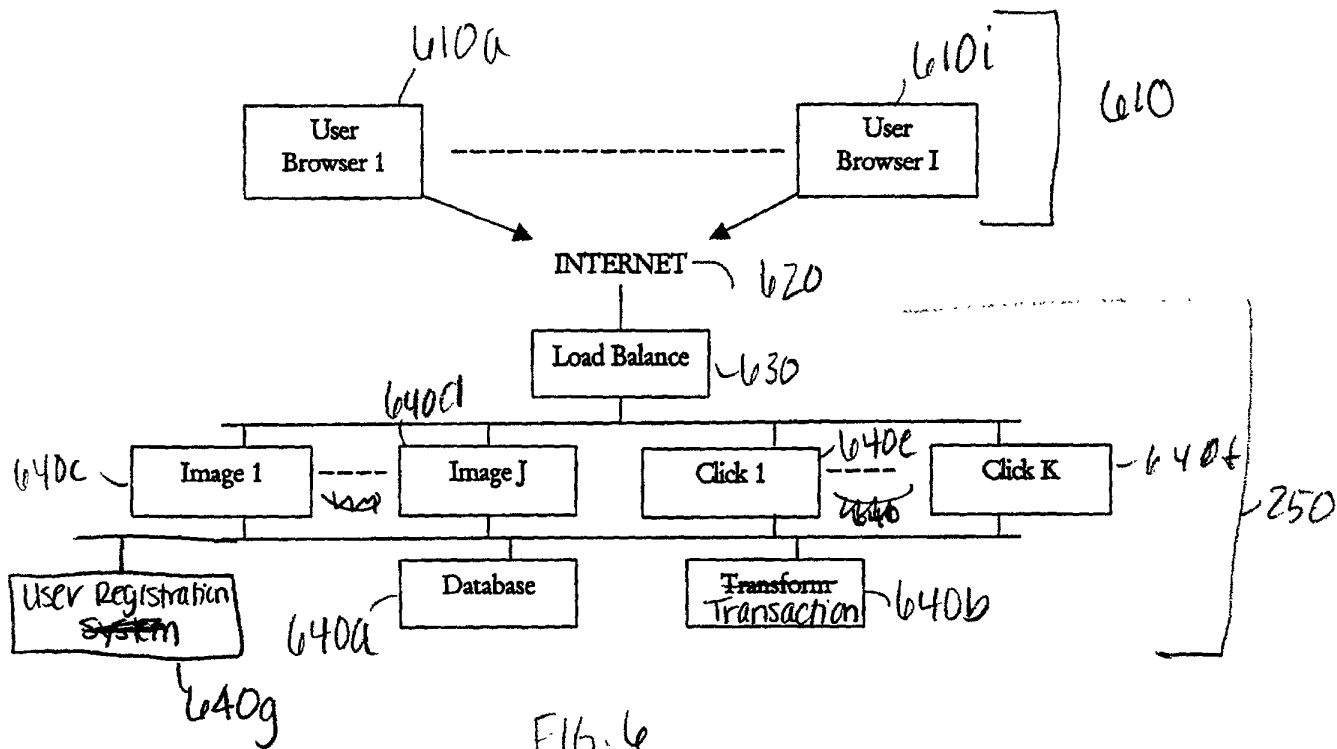 610a
610i
610
User
Browser 1
User
Browser I
INTERNET
620
Load Balance
630
640d
640c
Image 1
Image J
Click 1
640e
Click K
640f
640
250
User Registration
System
Database
Transform
Transaction
640a
640b
640g
FIG. 6